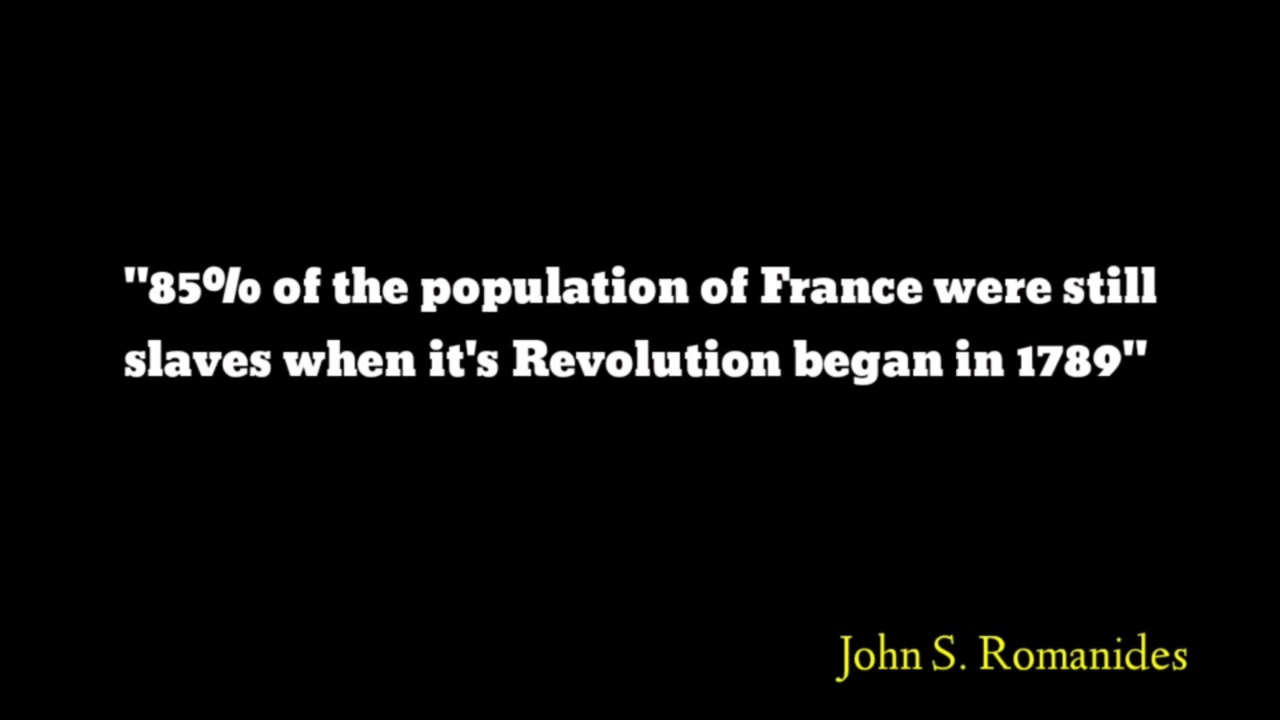 "85% of the population of France were still
slaves when it's Revolution began in 1789"
John S. Romanides